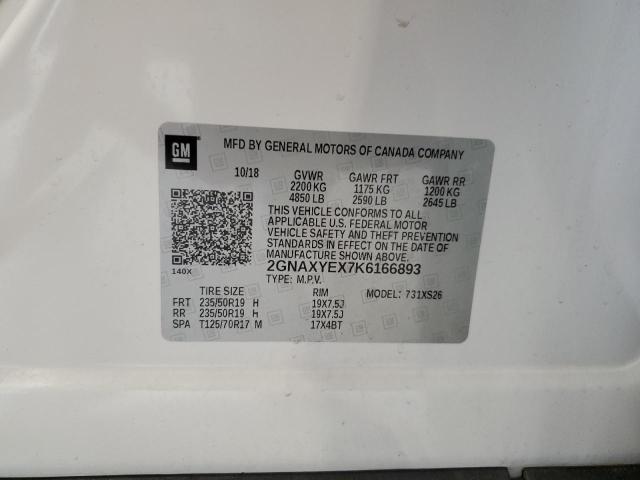 GM
MFD BY GENERAL MOTORS OF CANADA COMPANY
10/18 GVWR GAWR FRT GAWR RR
2200 KG 1175 KG 1200 KG
4850 LB 2590 LB 2645 LB
THIS VEHICLE CONFORMS TO ALL
APPLICABLE U.S. FEDERAL MOTOR
VEHICLE SAFETY AND THEFT PREVENTION
STANDARDS IN EFFECT ON THE DATE OF
MANUFACTURE SHOWN ABOVE.
140X 2GNAXYEX7K6166893
TYPE: M.P.V.
TIRE SIZE RIM MODEL: 731XS26
FRT 235/50R19 H 19X7.5J
RR 235/50R19 H 19X7.5J
SPA T125/70R17 M 17X4BT